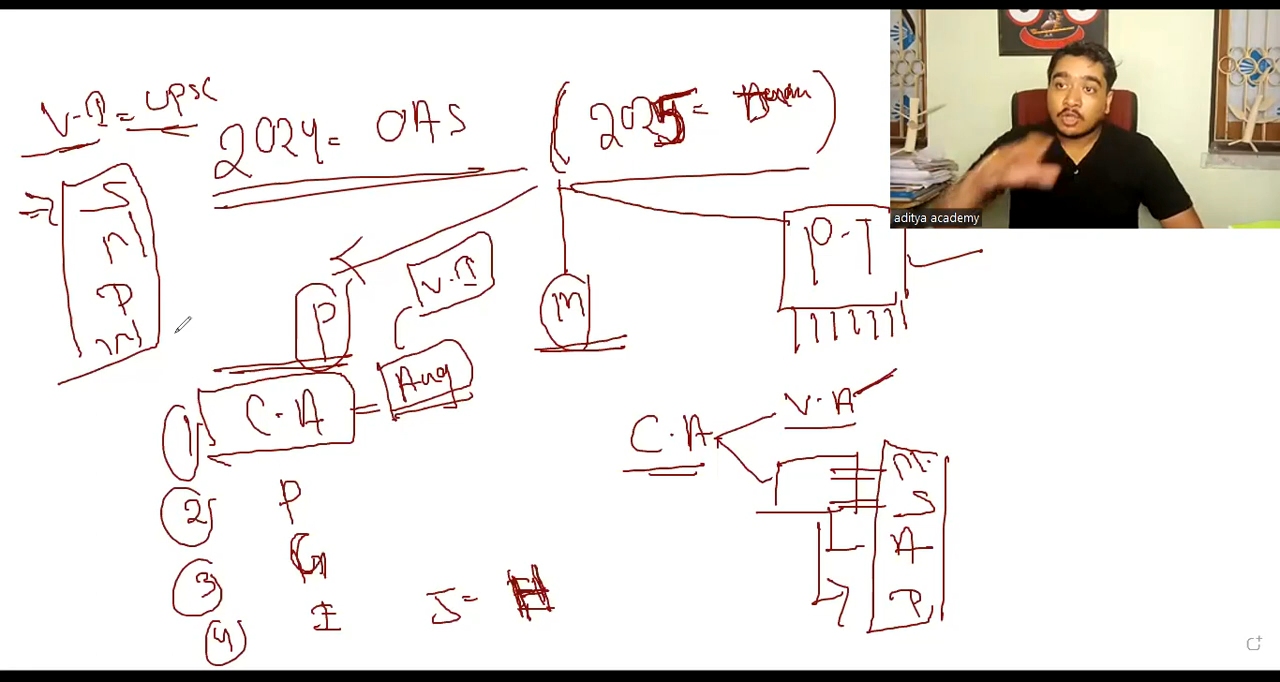 V-I = UPSC
2024 = OAS
(2025 =
S
M
P
M
P
V-I
M
P-T
1
C-A = Aug
2
P
3
G
4
I
S = H
C.A
V.A
M
S
A
P
aditya academy